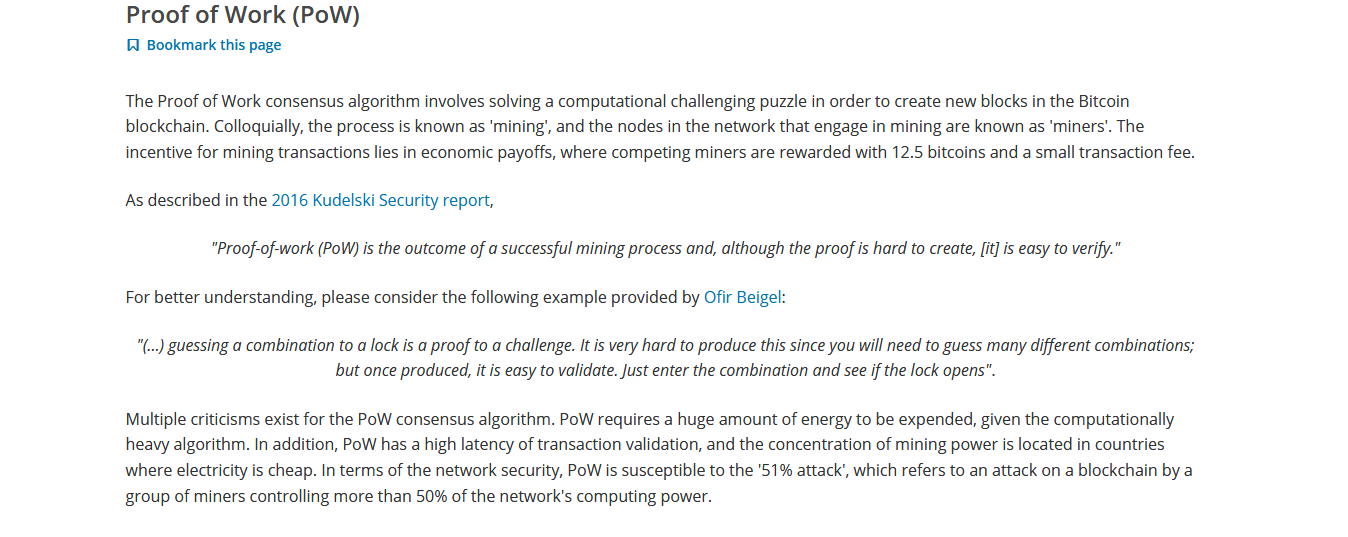 Proof of Work (PoW)
Bookmark this page
The Proof of Work consensus algorithm involves solving a computational challenging puzzle in order to create new blocks in the Bitcoin
blockchain. Colloquially, the process is known as 'mining', and the nodes in the network that engage in mining are known as 'miners'. The
incentive for mining transactions lies in economic payoffs, where competing miners are rewarded with 12.5 bitcoins and a small transaction fee.
As described in the 2016 Kudelski Security report,
"Proof-of-work (PoW) is the outcome of a successful mining process and, although the proof is hard to create, [it] is easy to verify."
For better understanding, please consider the following example provided by Ofir Beigel:
"(...) guessing a combination to a lock is a proof to a challenge. It is very hard to produce this since you will need to guess many different combinations;
but once produced, it is easy to validate. Just enter the combination and see if the lock opens".
Multiple criticisms exist for the PoW consensus algorithm. PoW requires a huge amount of energy to be expended, given the computationally
heavy algorithm. In addition, PoW has a high latency of transaction validation, and the concentration of mining power is located in countries
where electricity is cheap. In terms of the network security, PoW is susceptible to the '51% attack', which refers to an attack on a blockchain by a
group of miners controlling more than 50% of the network's computing power.